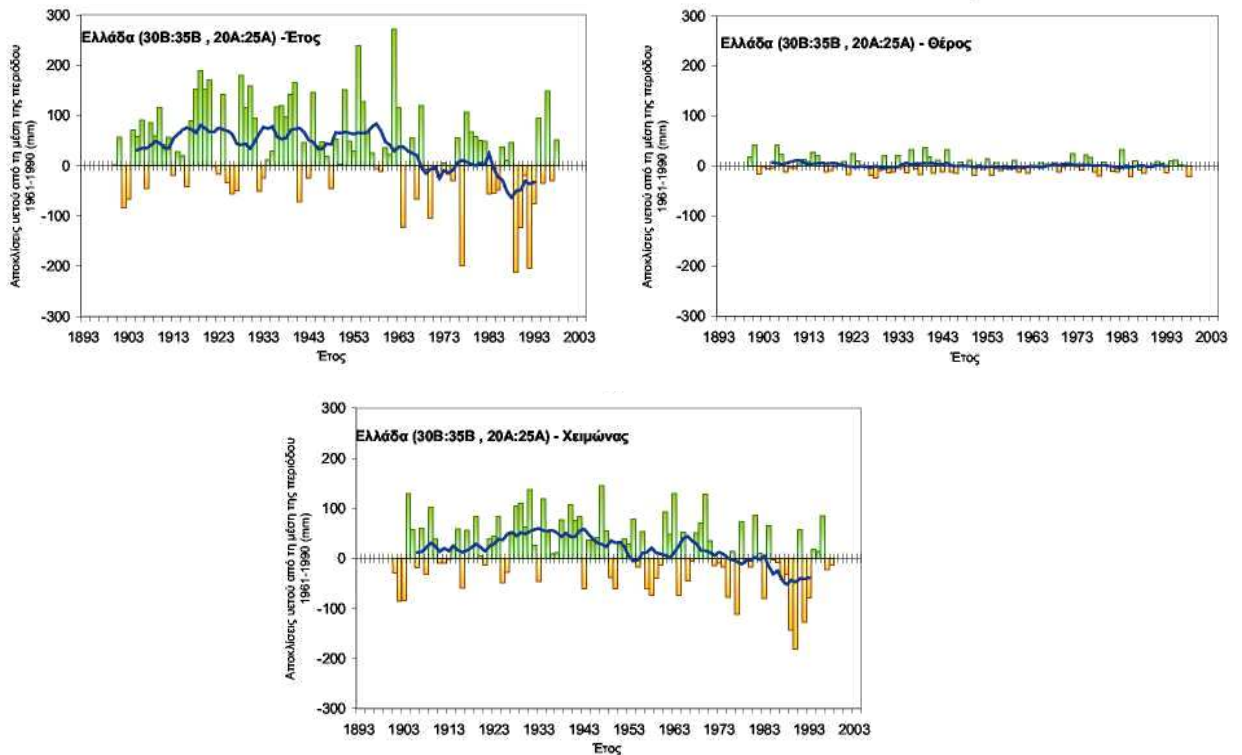 Ελλάδα (30Β:35Β , 20Α:25Α) -Έτος
Αποκλίσεις υετού από τη μέση της περιόδου
1961-1990 (mm)
300
200
100
0
-100
-200
-300
1893 1903 1913 1923 1933 1943 1953 1963 1973 1983 1993 2003
Έτος
Ελλάδα (30Β:35Β , 20Α:25Α) - Θέρος
Αποκλίσεις υετού από τη μέση της περιόδου
1961-1990 (mm)
300
200
100
0
-100
-200
-300
1893 1903 1913 1923 1933 1943 1953 1963 1973 1983 1993 2003
Έτος
Ελλάδα (30Β:35Β , 20Α:25Α) - Χειμώνας
Αποκλίσεις υετού από τη μέση της περιόδου
1961-1990 (mm)
300
200
100
0
-100
-200
-300
1893 1903 1913 1923 1933 1943 1953 1963 1973 1983 1993 2003
Έτος